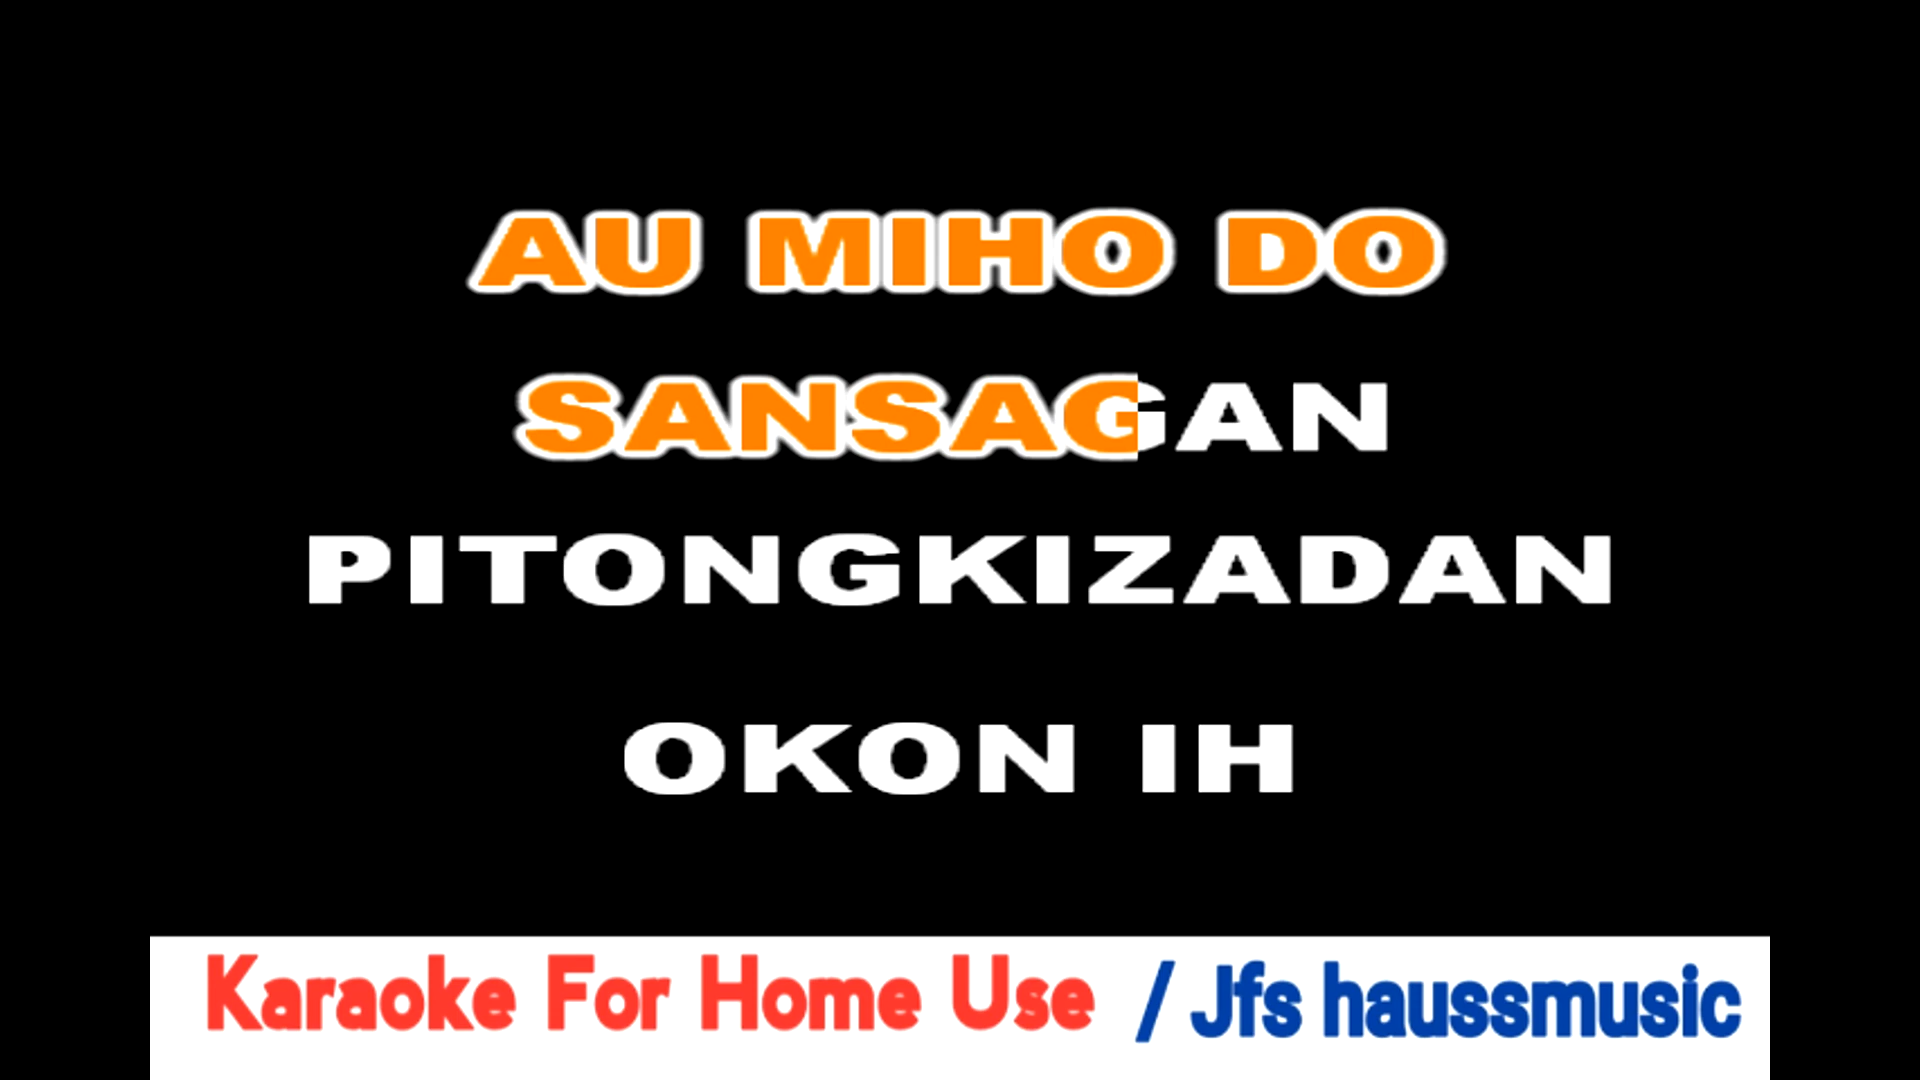 AU MIHO DO
SANSAGAN
PITONGKIZADAN
OKON IH
Karaoke For Home Use / Jfs haussmusic